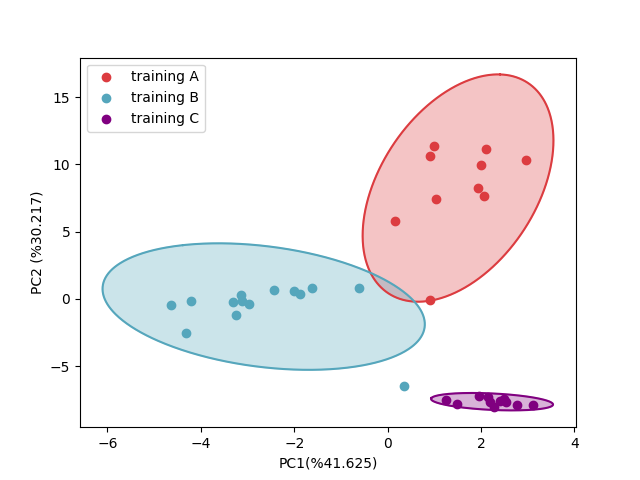 training A
training B
training C
15
10
5
0
−5
PC2 (%30.217)
−6
−4
−2
0
2
4
PC1(%41.625)